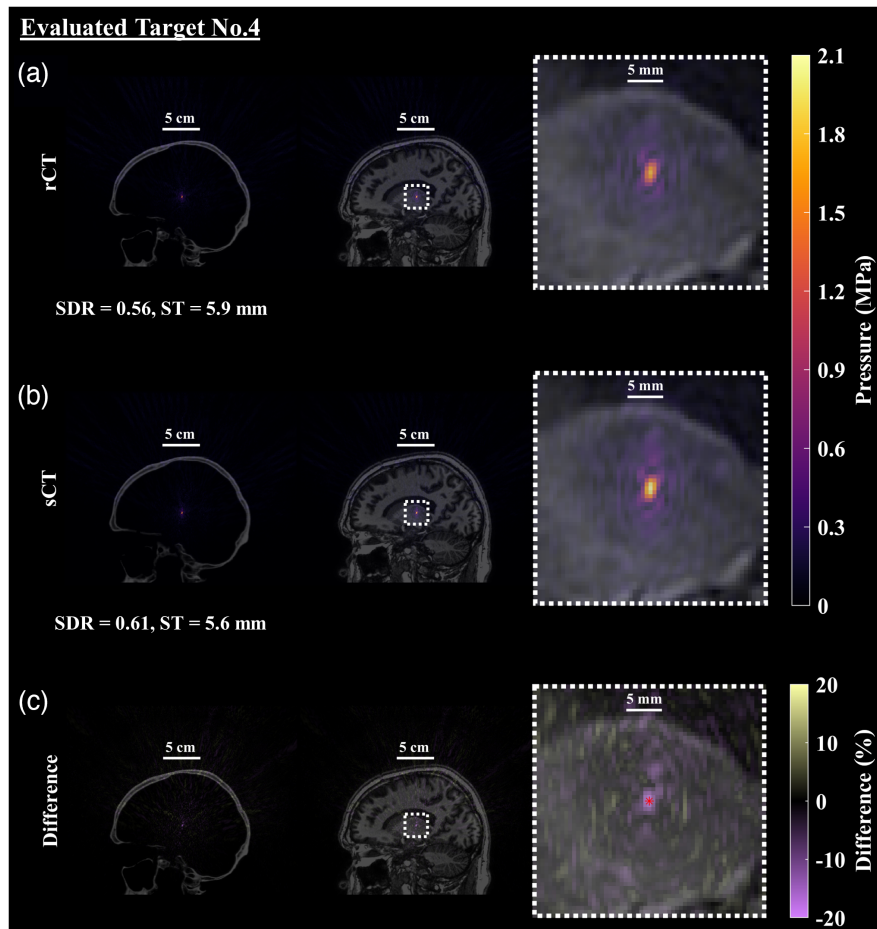 Evaluated Target No.4
(a)
rCT
5 cm
5 cm
5 mm
SDR = 0.56, ST = 5.9 mm
(b)
sCT
5 cm
5 cm
5 mm
SDR = 0.61, ST = 5.6 mm
2.1
1.8
1.5
1.2
0.9
0.6
0.3
0
Pressure (MPa)
(c)
Difference
5 cm
5 cm
5 mm
20
10
0
-10
-20
Difference (%)